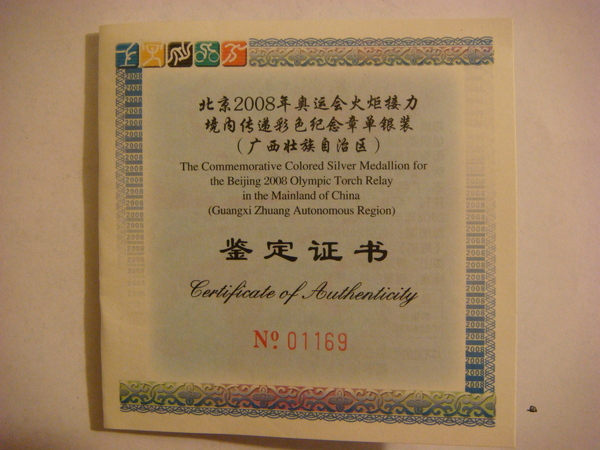 北京2008年奥运会火炬接力
境内传递彩色纪念章单银装
(广西壮族自治区)
The Commemorative Colored Silver Medallion for
the Beijing 2008 Olympic Torch Relay
in the Mainland of China
(Guangxi Zhuang Autonomous Region)
鉴定证书
Certificate of Authenticity
Nº 01169